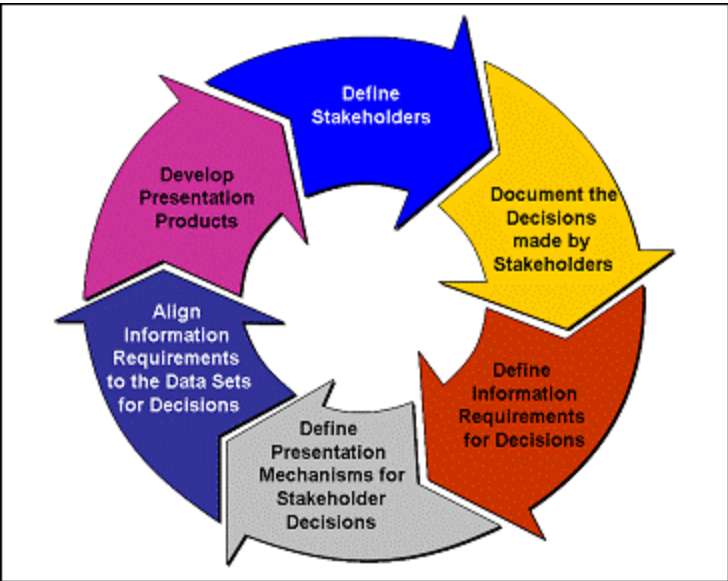 Define
Stakeholders
Document the
Decisions
made by
Stakeholders
Define
Information
Requirements
for Decisions
Define
Presentation
Mechanisms for
Stakeholder
Decisions
Align
Information
Requirements
to the Data Sets
for Decisions
Develop
Presentation
Products